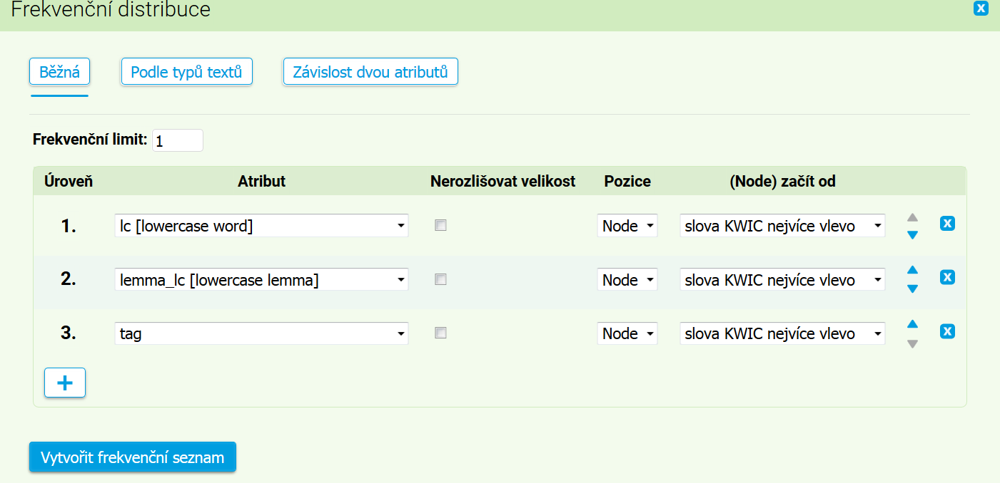 Frekvenční distribuce X
Běžná Podle typů textů Závislost dvou atributů
Frekvenční limit: 1
Úroveň Atribut Nerozlišovat velikost Pozice (Node) začít od
1. lc [lowercase word] Node slova KWIC nejvíce vlevo X
2. lemma_lc [lowercase lemma] Node slova KWIC nejvíce vlevo X
3. tag Node slova KWIC nejvíce vlevo X
+
Vytvořit frekvenční seznam